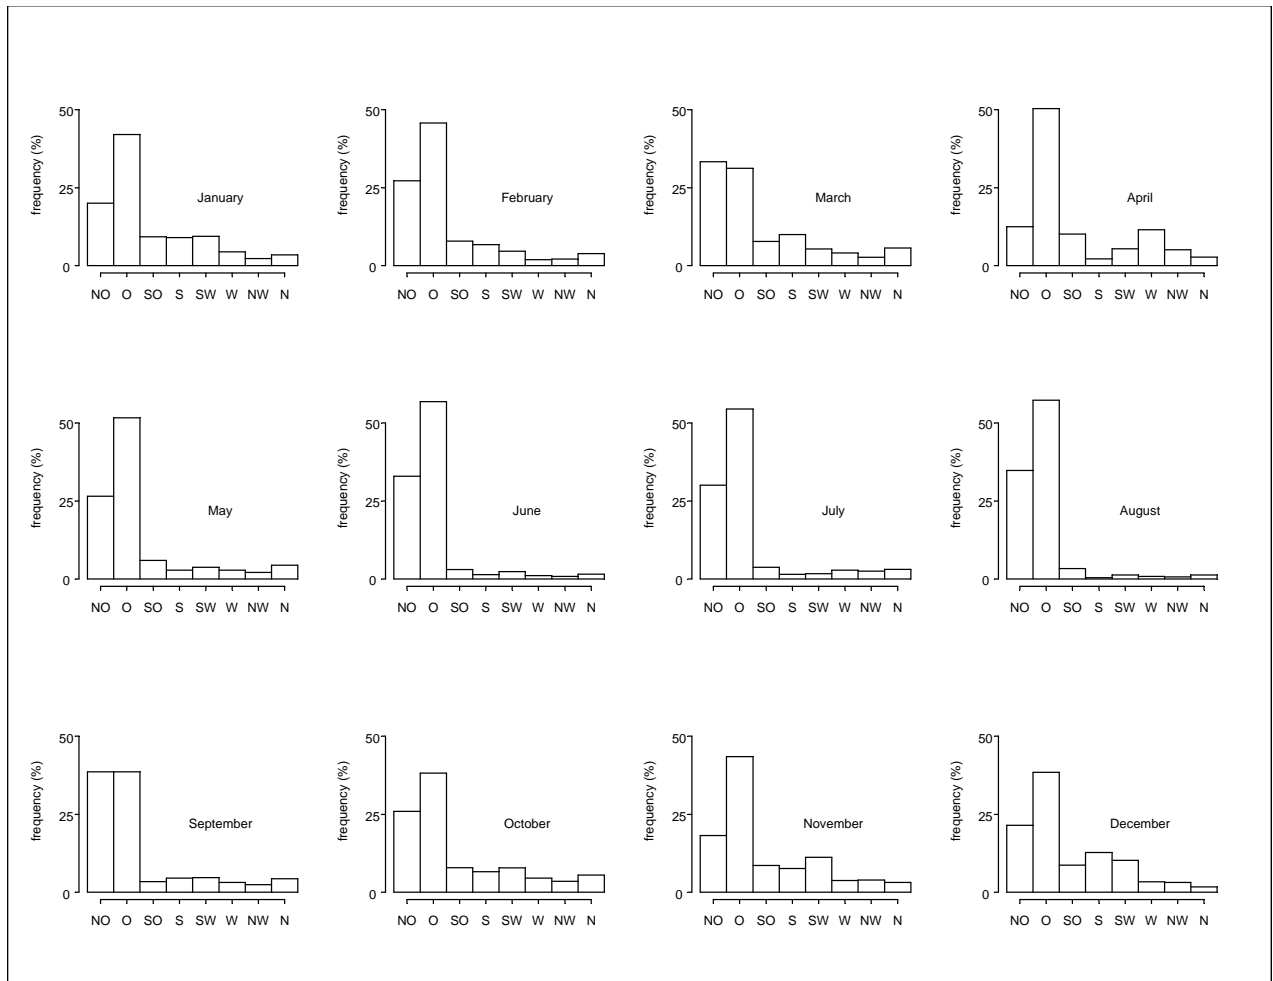 50
25
0
frequency (%)
January
NO O SO S SW W NW N
50
25
0
frequency (%)
February
NO O SO S SW W NW N
50
25
0
frequency (%)
March
NO O SO S SW W NW N
50
25
0
frequency (%)
April
NO O SO S SW W NW N
50
25
0
frequency (%)
May
NO O SO S SW W NW N
50
25
0
frequency (%)
June
NO O SO S SW W NW N
50
25
0
frequency (%)
July
NO O SO S SW W NW N
50
25
0
frequency (%)
August
NO O SO S SW W NW N
50
25
0
frequency (%)
September
NO O SO S SW W NW N
50
25
0
frequency (%)
October
NO O SO S SW W NW N
50
25
0
frequency (%)
November
NO O SO S SW W NW N
50
25
0
frequency (%)
December
NO O SO S SW W NW N